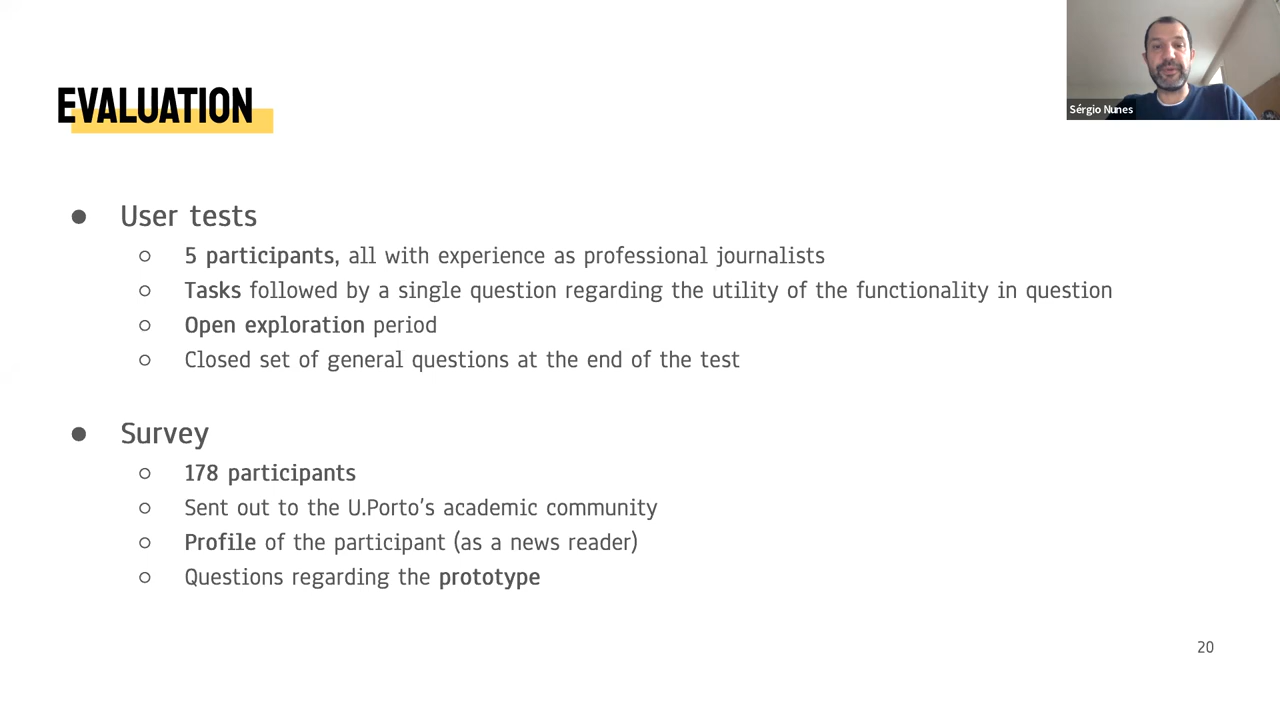 Sérgio Nunes
EVALUATION
● User tests
○ 5 participants, all with experience as professional journalists
○ Tasks followed by a single question regarding the utility of the functionality in question
○ Open exploration period
○ Closed set of general questions at the end of the test
● Survey
○ 178 participants
○ Sent out to the U.Porto’s academic community
○ Profile of the participant (as a news reader)
○ Questions regarding the prototype
20